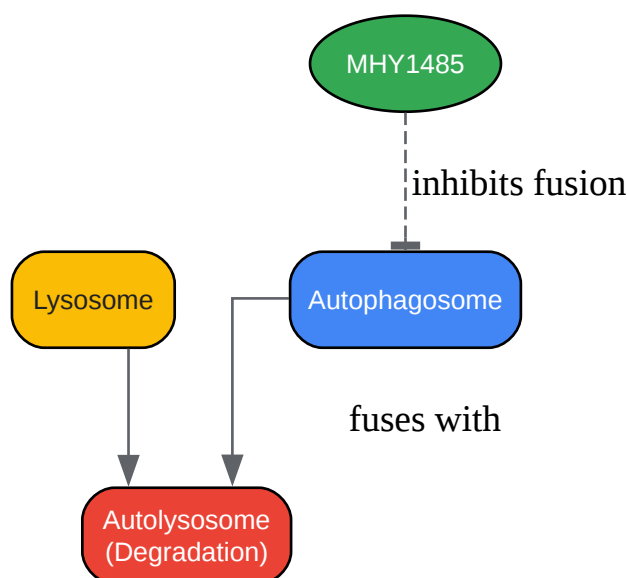 MHY1485
inhibits fusion
Lysosome
Autophagosome
fuses with
Autolysosome
(Degradation)